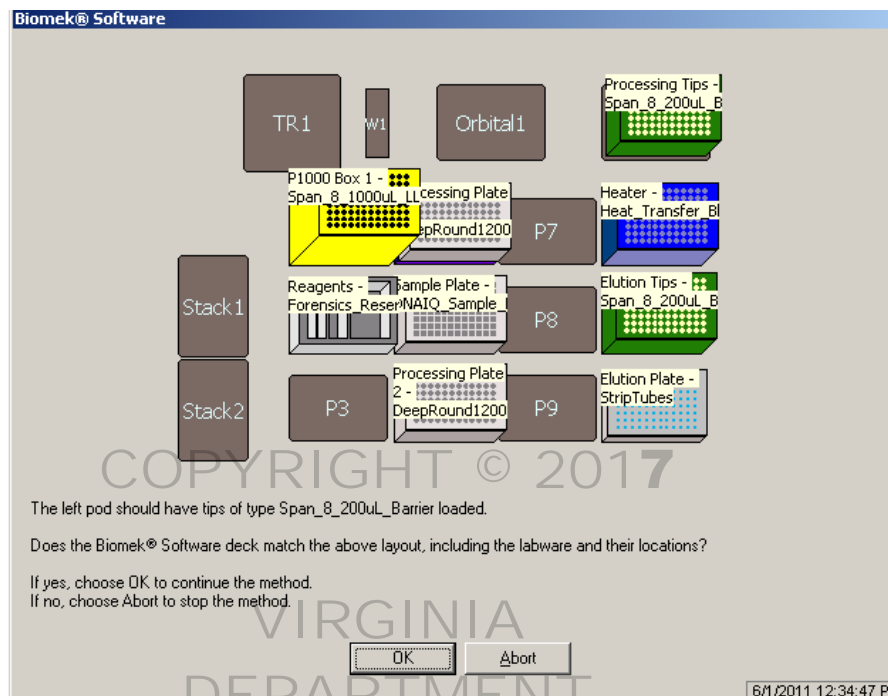 Biomek® Software
TR1
W1
Orbital1
Processing Tips -
Span_8_200uL_B
P1000 Box 1 -
Span_8_1000uL_LL
cessing Plate
epRound1200
P7
Heater -
Heat_Transfer_Bl
Stack1
Reagents -
Forensics_Reser
Sample Plate -
DNAIQ_Sample_
P8
Elution Tips -
Span_8_200uL_B
Stack2
P3
Processing Plate
2 -
DeepRound1200
P9
Elution Plate -
StripTubes
COPYRIGHT © 2017
The left pod should have tips of type Span_8_200uL_Barrier loaded.
Does the Biomek® Software deck match the above layout, including the labware and their locations?
If yes, choose OK to continue the method.
If no, choose Abort to stop the method.
VIRGINIA
OK
Abort
DEPARTMENT
6/1/2011 12:34:47 P